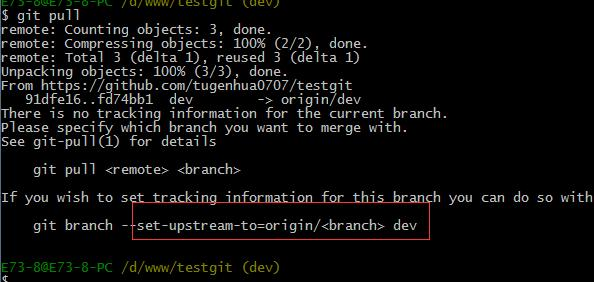 E73-8@E73-8-PC /d/www/testgit (dev)
$ git pull
remote: Counting objects: 3, done.
remote: Compressing objects: 100% (2/2), done.
remote: Total 3 (delta 1), reused 3 (delta 1)
Unpacking objects: 100% (3/3), done.
From https://github.com/tugenhua0707/testgit
   91dfe16..fd74bb1  dev        -> origin/dev
There is no tracking information for the current branch.
Please specify which branch you want to merge with.
See git-pull(1) for details

    git pull <remote> <branch>

If you wish to set tracking information for this branch you can do so with

    git branch --set-upstream-to=origin/<branch> dev

E73-8@E73-8-PC /d/www/testgit (dev)
$